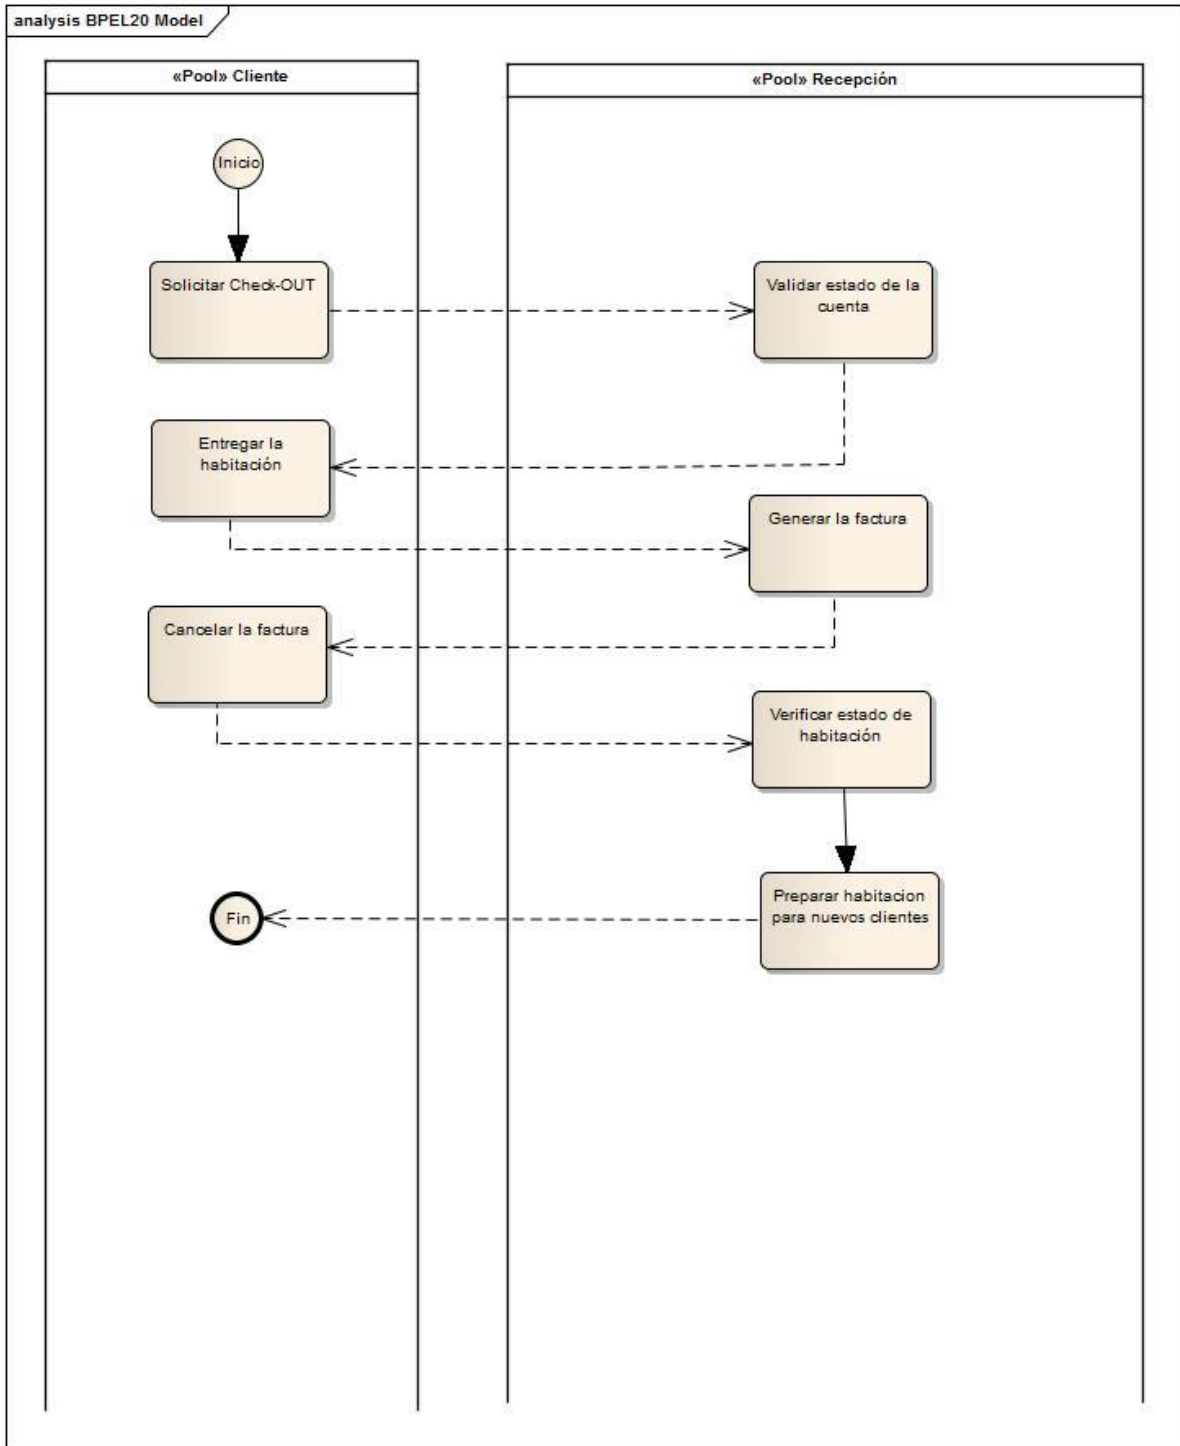 analysis BPEL20 Model
«Pool» Cliente
«Pool» Recepción
Inicio
Solicitar Check-OUT
Validar estado de la
cuenta
Entregar la
habitación
Generar la factura
Cancelar la factura
Verificar estado de
habitación
Preparar habitacion
para nuevos clientes
Fin